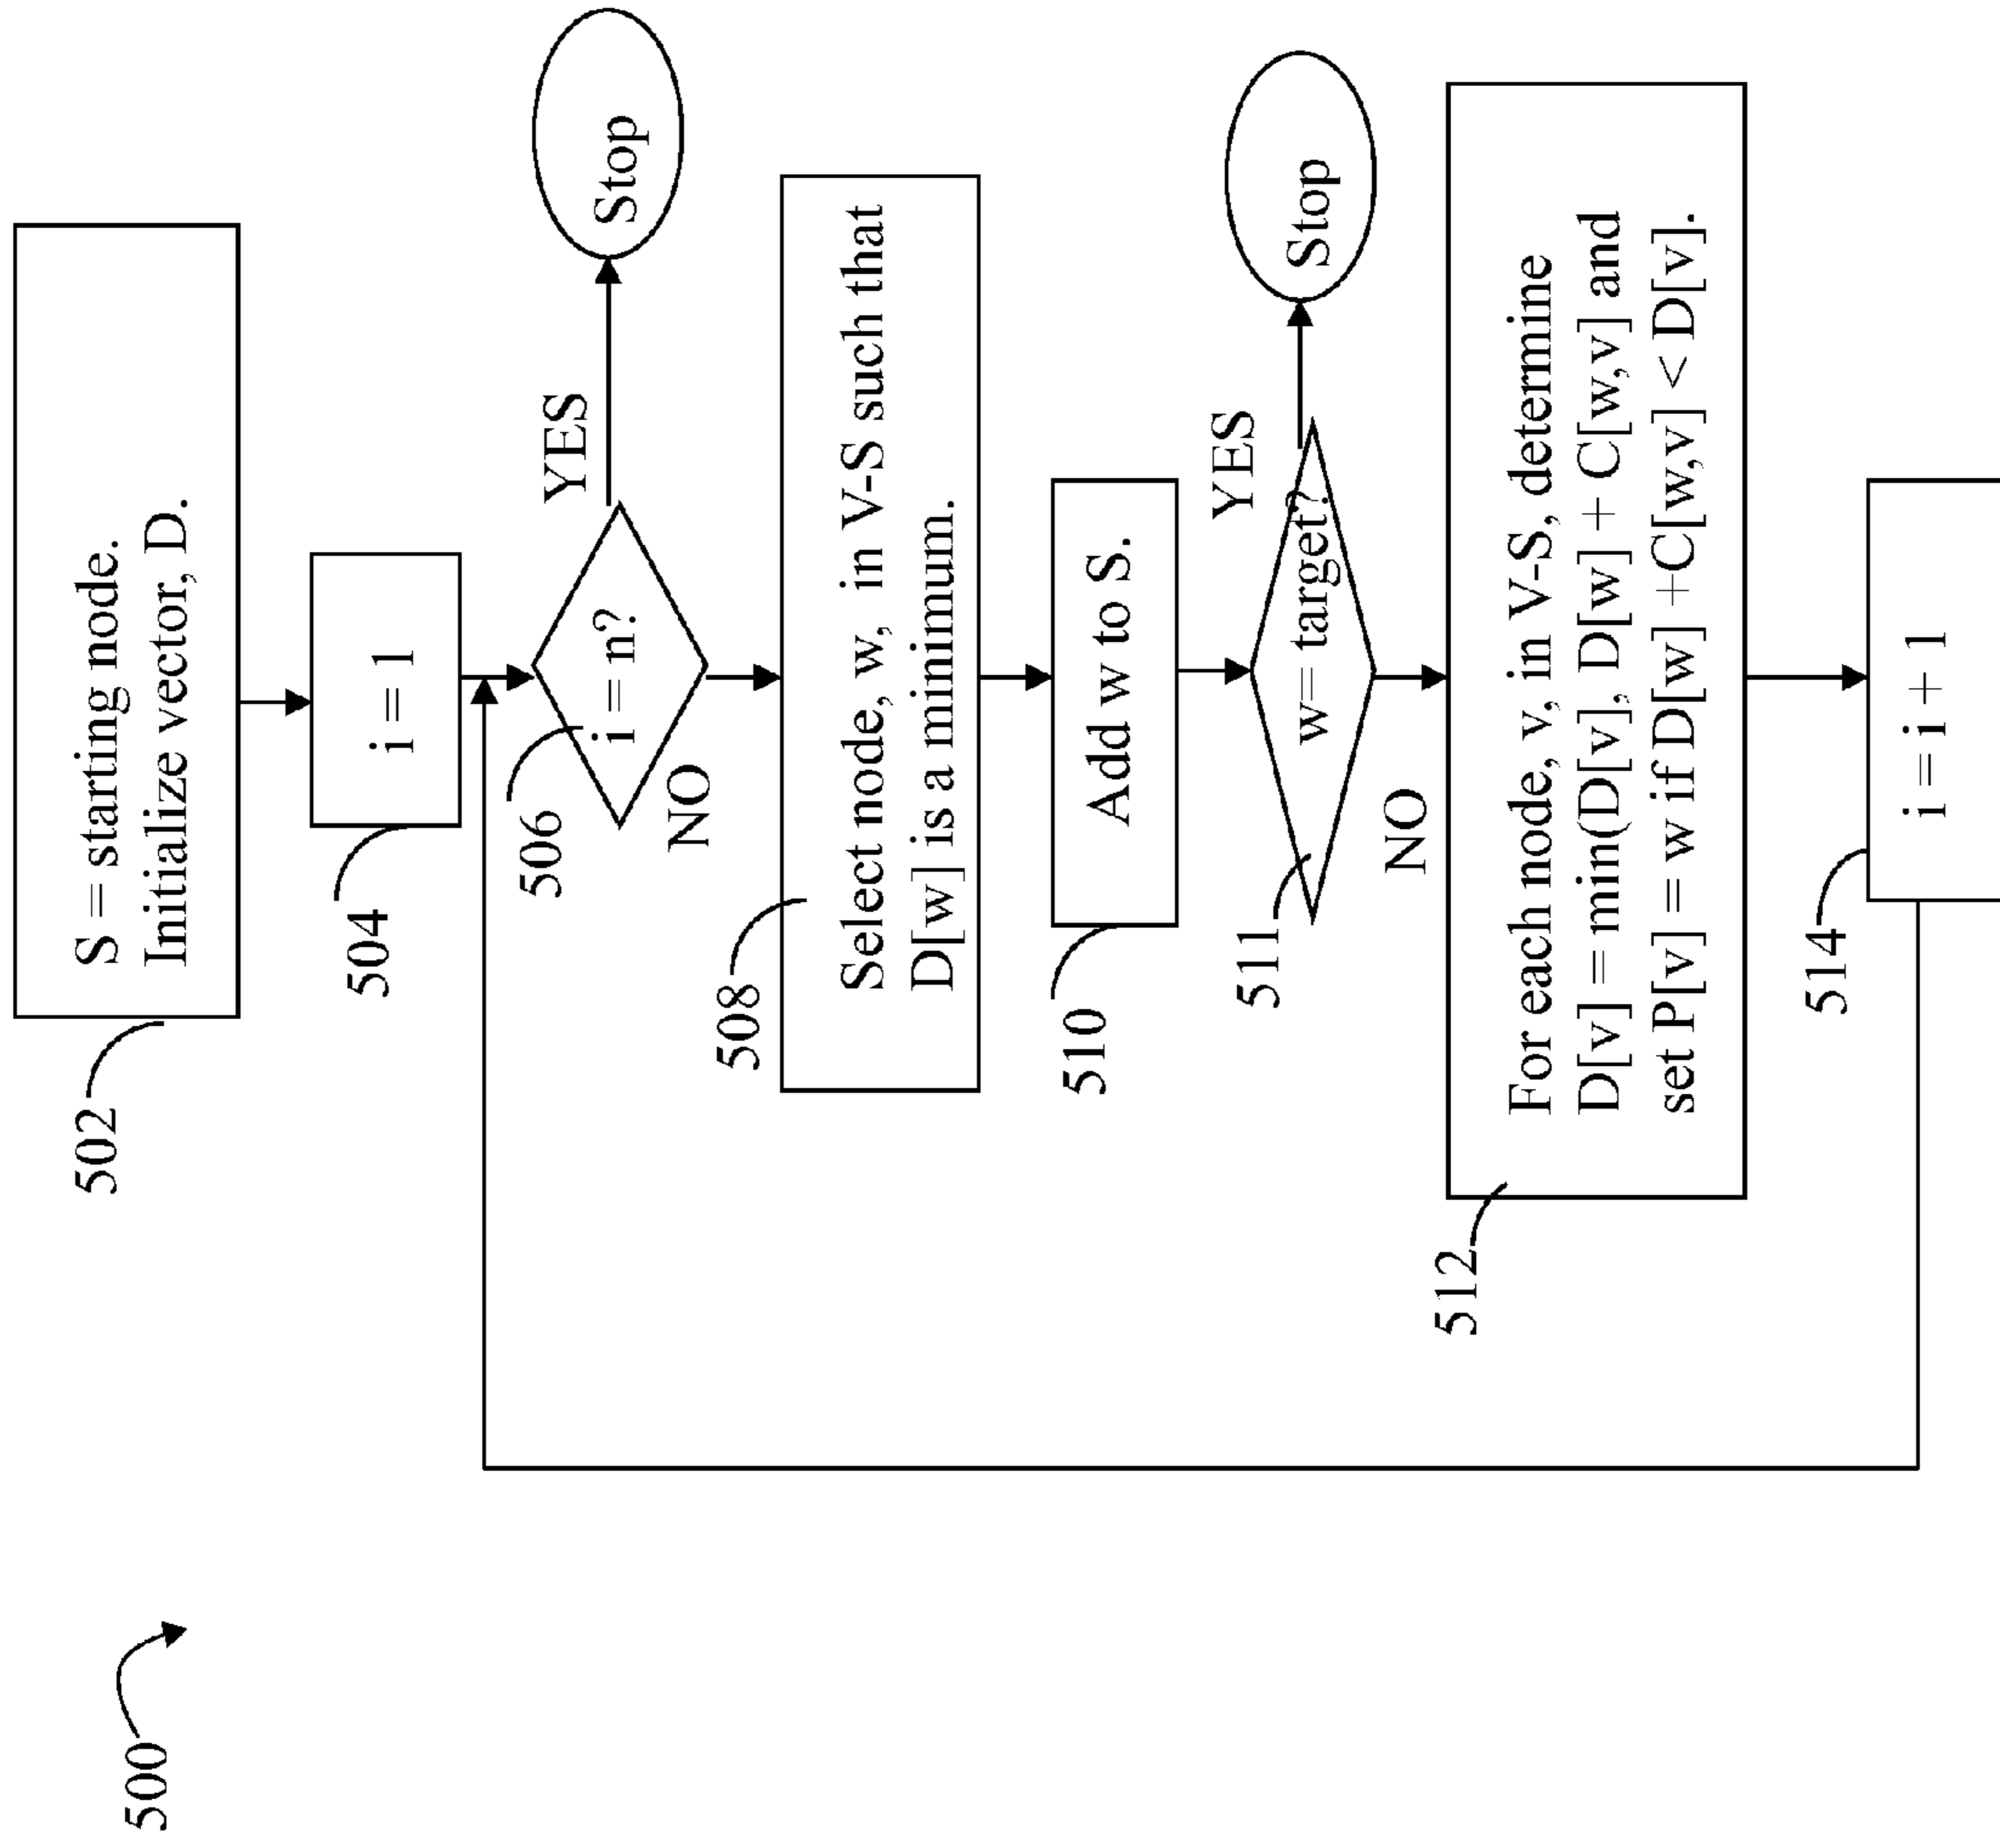 500
502
S = starting node.
Initialize vector, D.
504
i = 1
506
i = n?
YES
Stop
NO
508
Select node, w, in V-S such that
D[w] is a minimum.
510
Add w to S.
511
w= target?
YES
Stop
NO
512
For each node, v, in V-S, determine
D[v] = min(D[v], D[w] + C[w,v] and
set P[v] = w if D[w] +C[w,v] < D[v].
514
i = i + 1